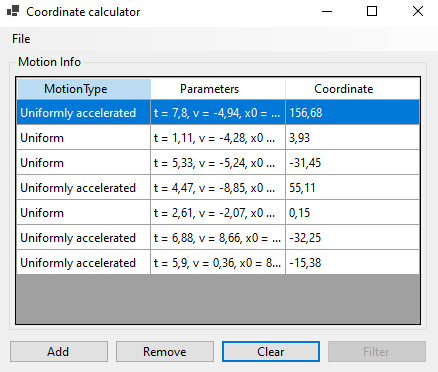 Coordinate calculator
File
Motion Info
MotionType Parameters Coordinate
Uniformly accelerated t = 7,8, v = -4,94, x0 = ... 156,68
Uniform t = 1,11, v = -4,28, x0 ... 3,93
Uniform t = 5,33, v = -5,24, x0 ... -31,45
Uniformly accelerated t = 4,47, v = -8,85, x0 ... 55,11
Uniform t = 2,61, v = -2,07, x0 ... 0,15
Uniformly accelerated t = 6,88, v = 8,66, x0 = ... -32,25
Uniformly accelerated t = 5,9, v = 0,36, x0 = 8... -15,38
Add Remove Clear Filter